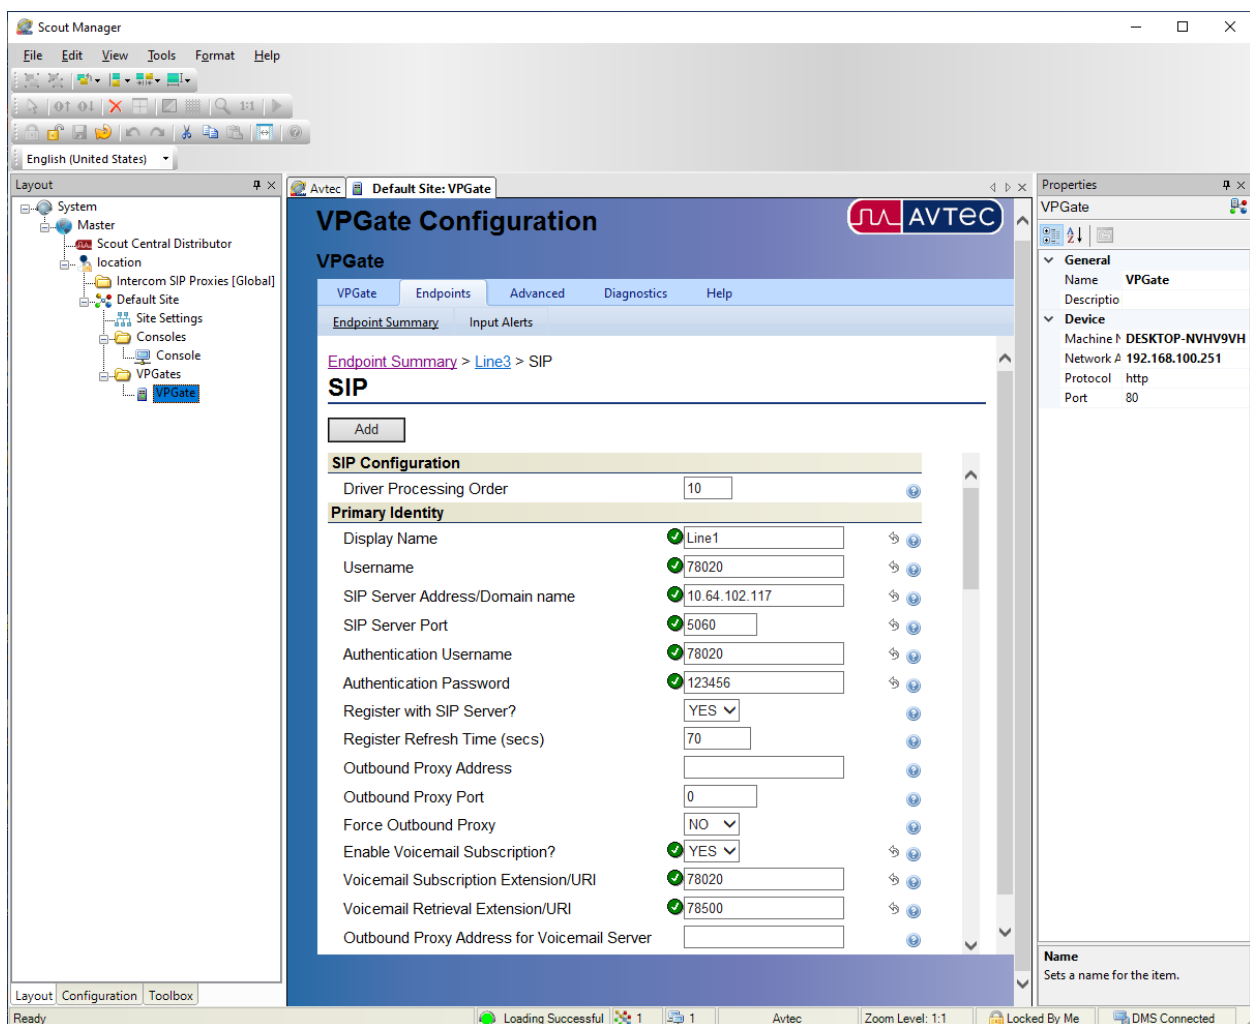 Scout Manager
File Edit View Tools Format Help
1:1
English (United States)
Layout
System
Master
Scout Central Distributor
location
Intercom SIP Proxies [Global]
Default Site
Site Settings
Consoles
Console
VPGates
VPGate
Layout Configuration Toolbox
Avtec Default Site: VPGate
VPGate Configuration
AVTEC
VPGate
VPGate Endpoints Advanced Diagnostics Help
Endpoint Summary Input Alerts
Endpoint Summary > Line3 > SIP
SIP
Add
SIP Configuration
Driver Processing Order 10
Primary Identity
Display Name Line1
Username 78020
SIP Server Address/Domain name 10.64.102.117
SIP Server Port 5060
Authentication Username 78020
Authentication Password 123456
Register with SIP Server? YES
Register Refresh Time (secs) 70
Outbound Proxy Address
Outbound Proxy Port 0
Force Outbound Proxy NO
Enable Voicemail Subscription? YES
Voicemail Subscription Extension/URI 78020
Voicemail Retrieval Extension/URI 78500
Outbound Proxy Address for Voicemail Server
Properties
VPGate
General
Name VPGate
Descriptio
Device
Machine N DESKTOP-NVHV9VH
Network A 192.168.100.251
Protocol http
Port 80
Name
Sets a name for the item.
Ready Loading Successful 1 1 Avtec Zoom Level: 1:1 Locked By Me DMS Connected